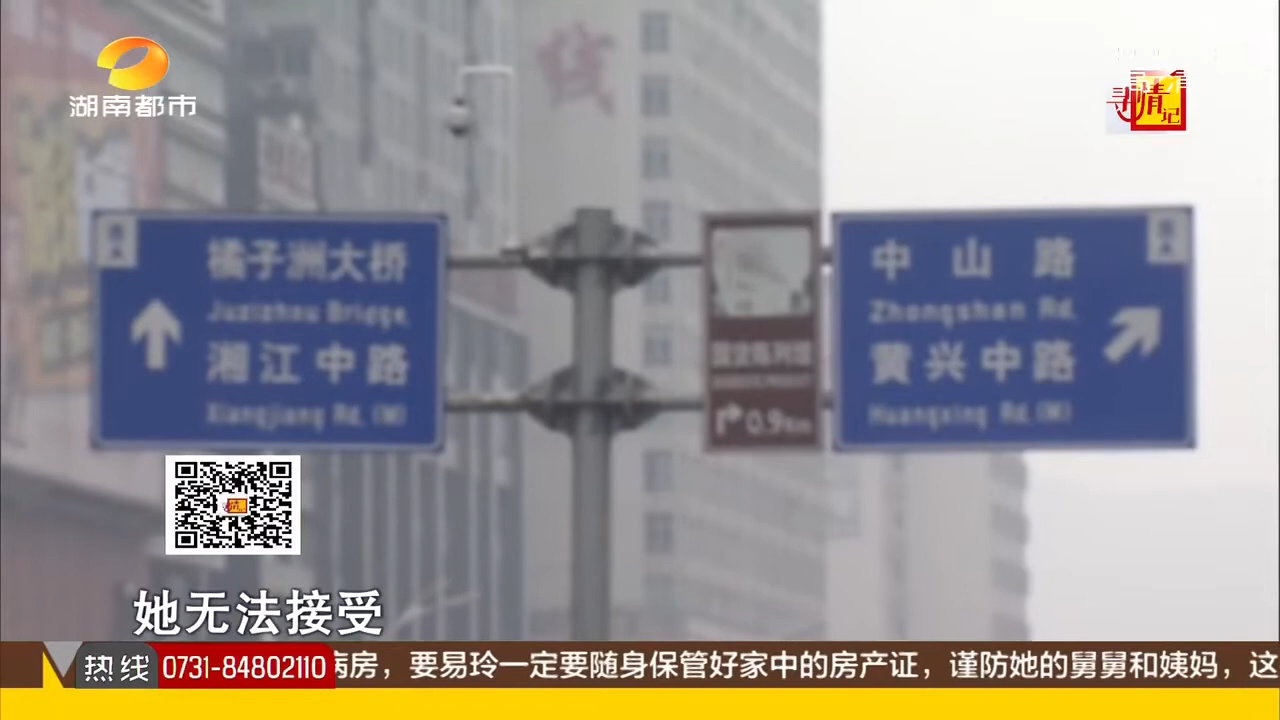 湖南都市
寻情记
橘子洲大桥
Juzizhou Bridge
湘江中路
Xiangjiang Rd. (M)
0.9km
中山路
Zhongshan Rd.
黄兴中路
Huangxing Rd. (M)
她无法接受
热线 0731-84802110 病房，要易玲一定要随身保管好家中的房产证，谨防她的舅舅和姨妈，这